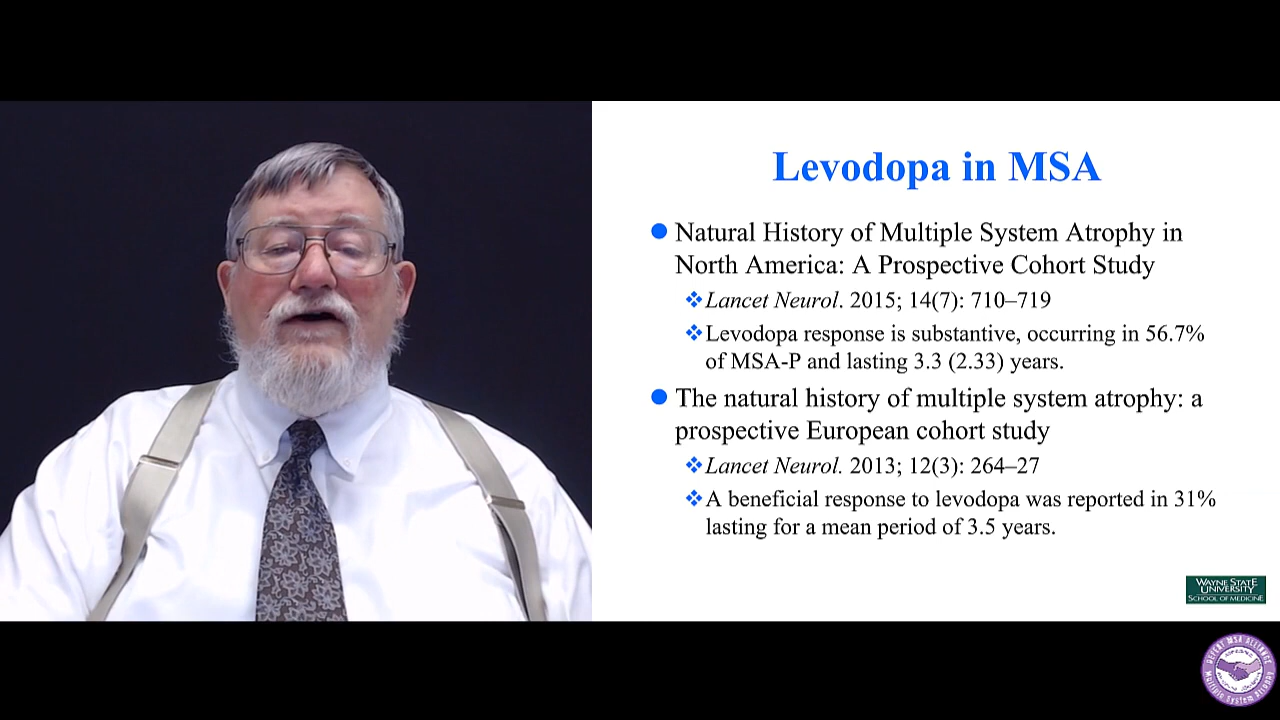 Levodopa in MSA
Natural History of Multiple System Atrophy in
North America: A Prospective Cohort Study
Lancet Neurol. 2015; 14(7): 710–719
Levodopa response is substantive, occurring in 56.7%
of MSA-P and lasting 3.3 (2.33) years.
The natural history of multiple system atrophy: a
prospective European cohort study
Lancet Neurol. 2013; 12(3): 264–27
A beneficial response to levodopa was reported in 31%
lasting for a mean period of 3.5 years.
WAYNE STATE
UNIVERSITY
SCHOOL OF MEDICINE
DEFEAT MSA ALLIANCE
Multiple System Atrophy